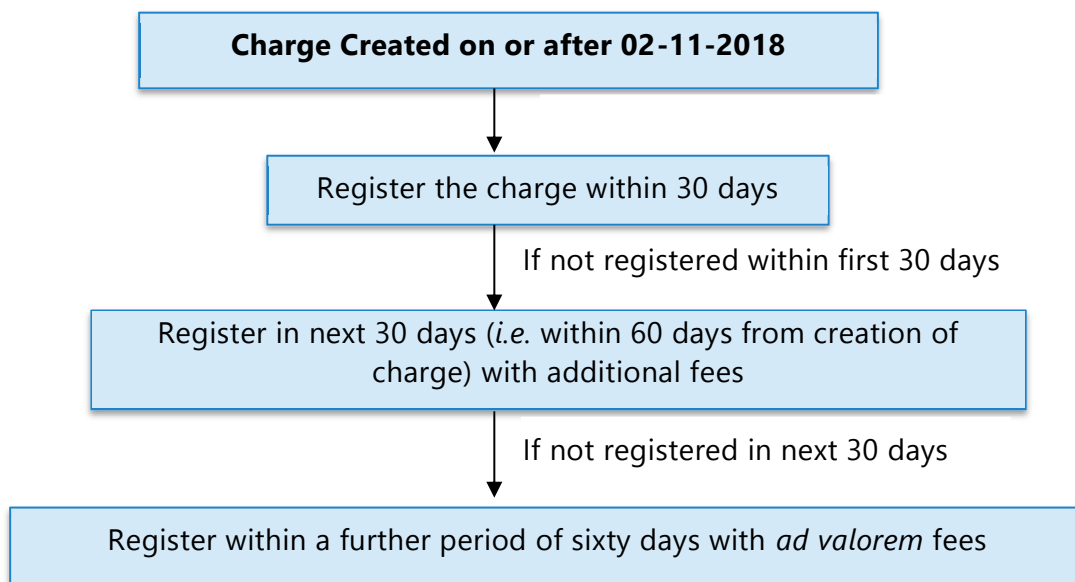 Charge Created on or after 02-11-2018
Register the charge within 30 days
If not registered within first 30 days
Register in next 30 days (i.e. within 60 days from creation of
charge) with additional fees
If not registered in next 30 days
Register within a further period of sixty days with ad valorem fees